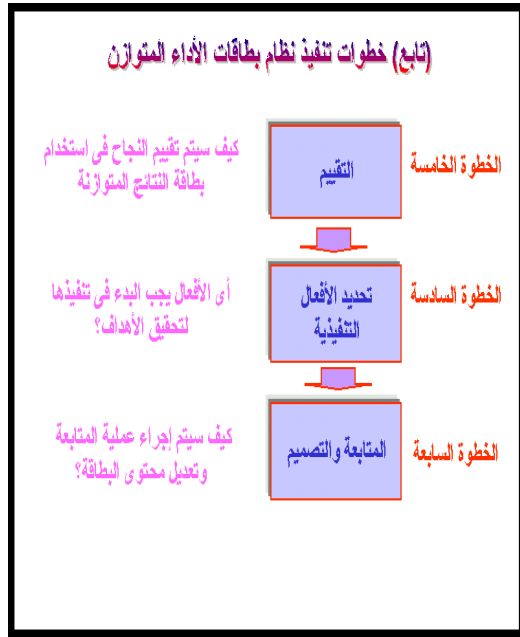 (تابع) خطوات تنفيذ نظام بطاقات الأداء المتوازن
الخطوة الخامسة
التقييم
كيف سيتم تقييم النجاح فى استخدام
بطاقة النتائج المتوازنة
الخطوة السادسة
تحديد الأفعال
التنفيذية
أى الأفعال يجب البدء فى تنفيذها
لتحقيق الأهداف؟
الخطوة السابعة
المتابعة والتصميم
كيف سيتم إجراء عملية المتابعة
وتعديل محتوى البطاقة؟